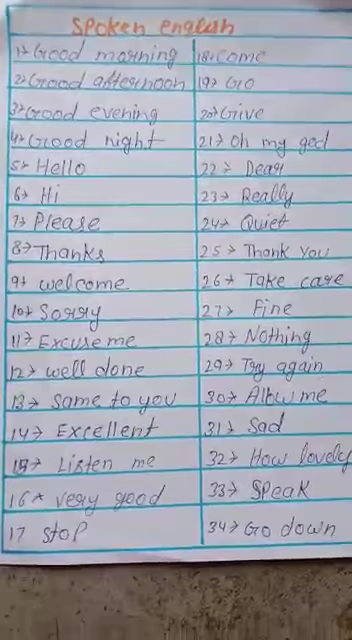 Spoken english
1→Good morning
2→Good afternoon
3→Good evening
4→Good night
5→Hello
6→Hi
7→Please
8→Thanks
9→welcome
10→Sorry
11→Excuse me
12→well done
13→Same to you
14→Excellent
15→Listen me
16→very good
17 Stop
18→Come
19→Go
20→Give
21→Oh my god
22→Dear
23→Really
24→Quiet
25→Thank you
26→Take care
27→Fine
28→Nothing
29→Try again
30→Allow me
31→Sad
32→How lovely
33→Speak
34→Go down